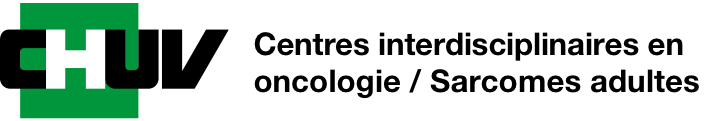 CHUV
Centres interdisciplinaires en
oncologie / Sarcomes adultes